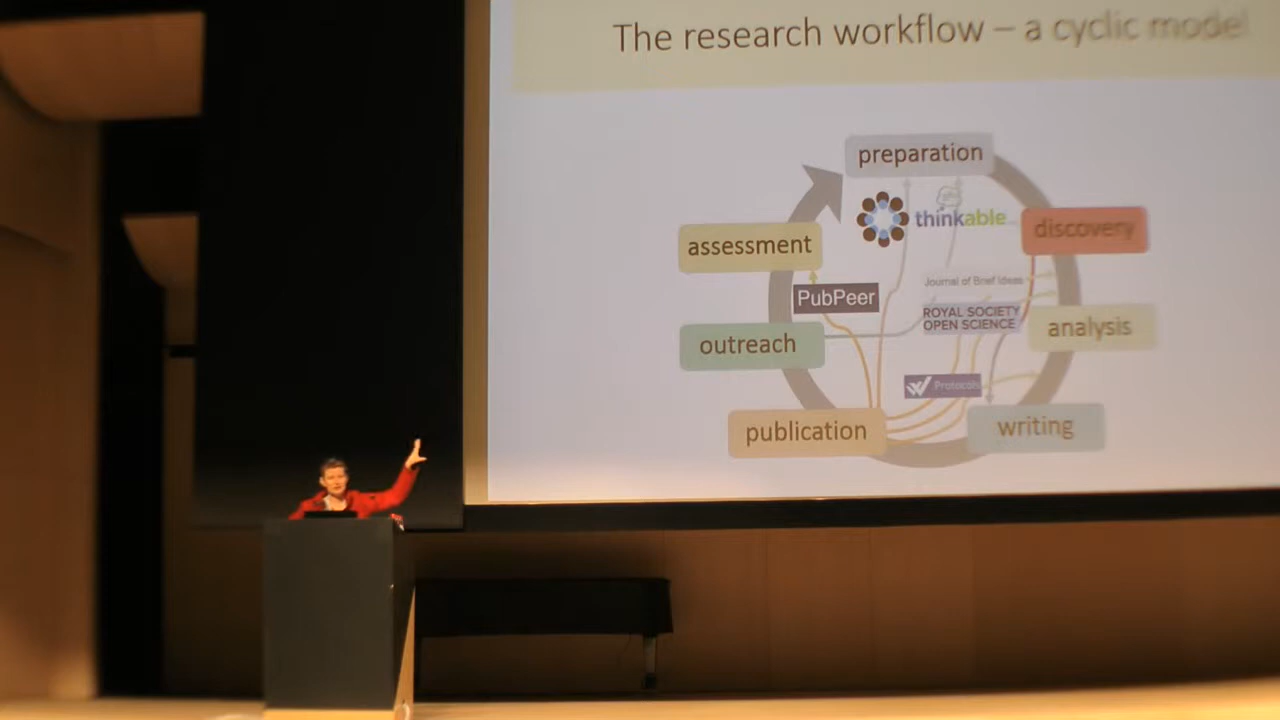 The research workflow – a cyclic model
preparation
thinkable
discovery
assessment
Journal of Brief Ideas
PubPeer
ROYAL SOCIETY
OPEN SCIENCE
analysis
outreach
Protocols
publication
writing